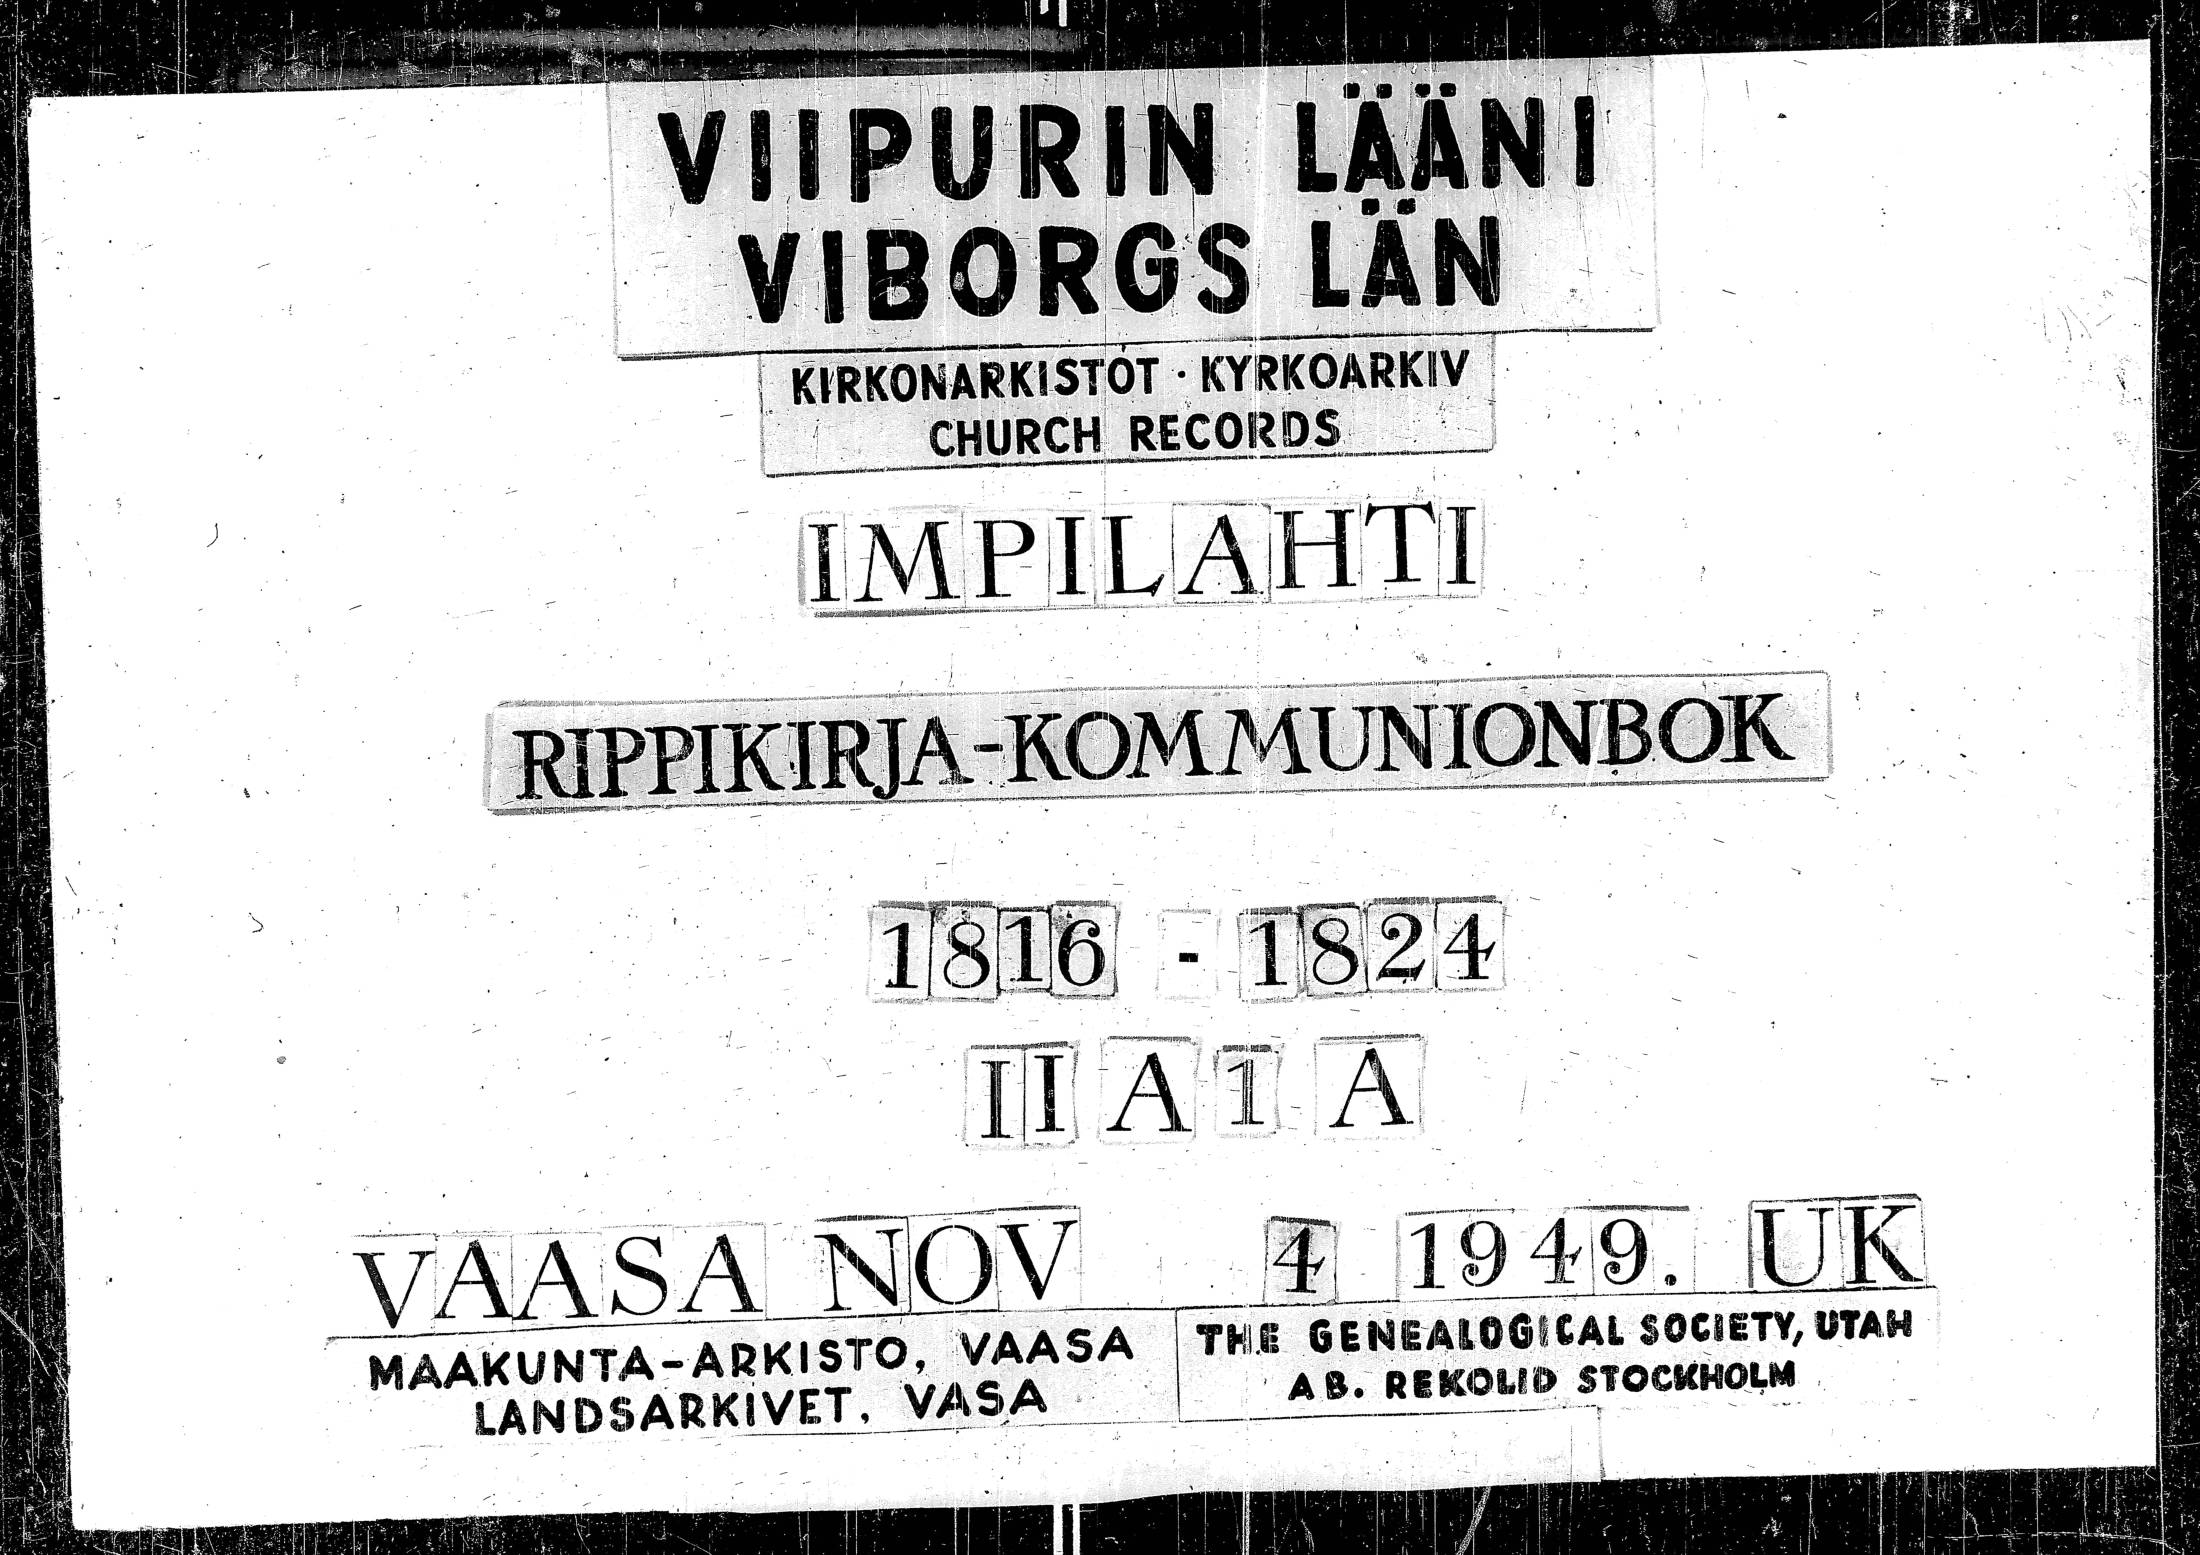 VIIPURIN LÄÄNI
VIBORGS LÄN
KIRKONARKISTOT · KYRKOARKIV
CHURCH RECORDS
IMPILAHTI
RIPPIKIRJA-KOMMUNIONBOK
1816 - 1824
II A 1 A
VAASA NOV 4 1949. UK
MAAKUNTA-ARKISTO, VAASA
LANDSARKIVET, VASA
THE GENEALOGICAL SOCIETY, UTAH
AB. REKOLID STOCKHOLM